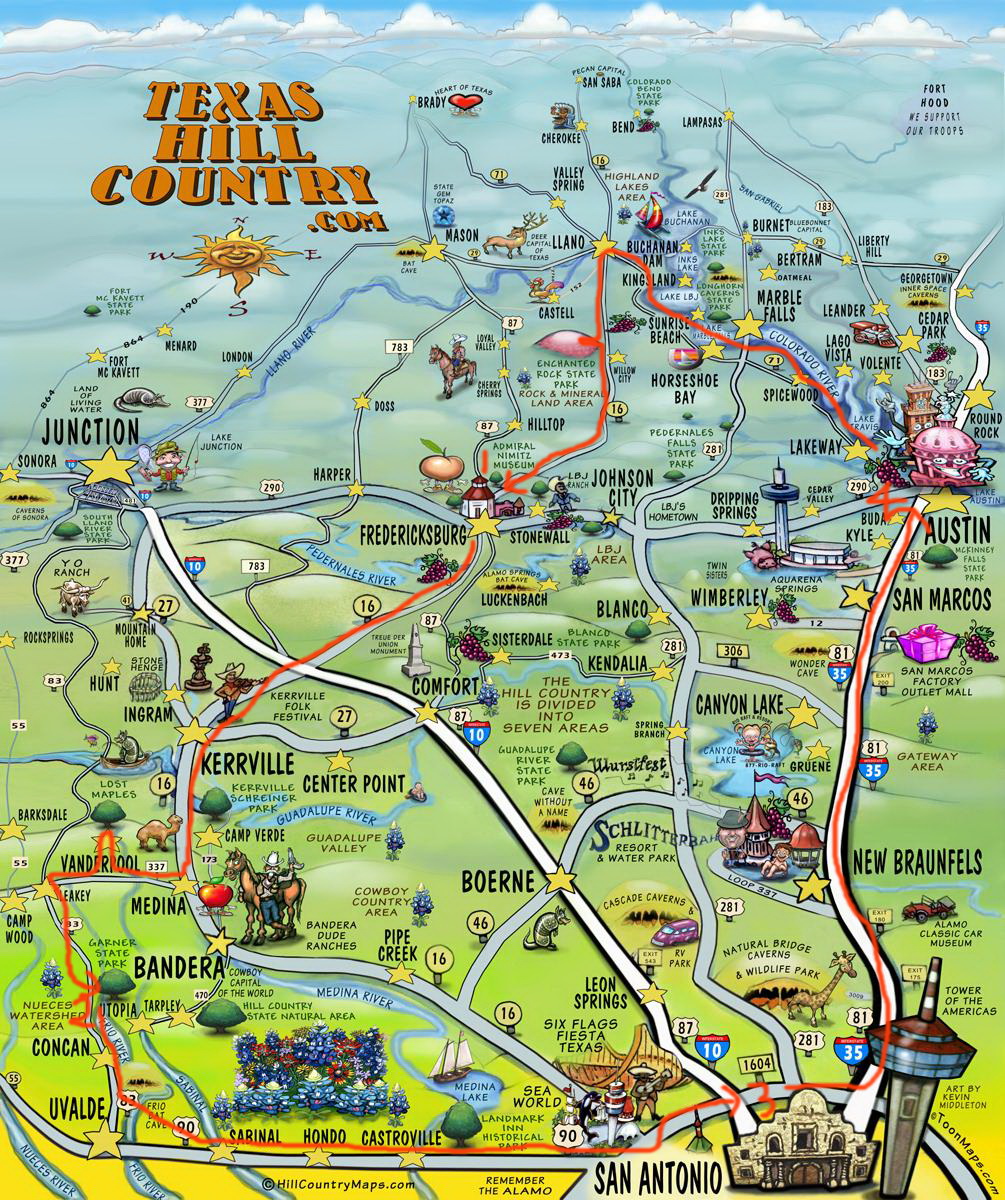 TEXAS
HILL
COUNTRY
.COM
N
W
E
S
BRADY
HEART OF TEXAS
PECAN CAPITAL
SAN SABA
COLORADO
BEND
STATE
PARK
CHEROKEE
BEND
LAMPASAS
FORT
HOOD
WE SUPPORT
OUR TROOPS
71
VALLEY
SPRING
16
HIGHLAND
LAKES
AREA
281
SAN GABRIEL
183
STATE
GEM
TOPAZ
MASON
DEER
CAPITAL
OF TEXAS
LLANO
LAKE
BUCHANAN
BUCHANAN
DAM
INKS
LAKE
STATE
PARK
BURNET
BLUEBONNET
CAPITAL
29
BERTRAM
OATMEAL
LIBERTY
HILL
29
BAT
CAVE
29
KINGSLAND
INKS
LAKE
LONGHORN
CAVERNS
STATE
PARK
GEORGETOWN
INNER SPACE
CAVERNS
35
FORT
MC KAVETT
STATE
PARK
190
864
MENARD
152
CASTELL
LAKE LBJ
MARBLE
FALLS
LEANDER
CEDAR
PARK
864
FORT
MC KAVETT
LONDON
LLANO RIVER
783
LOYAL
VALLEY
87
SUNRISE
BEACH
LAKE
COLORADO RIVER
LAGO
VISTA
VOLENTE
183
LAND
OF
LIVING
WATER
377
DOSS
CHERRY
SPRINGS
ENCHANTED
ROCK STATE
PARK
ROCK & MINERAL
LAND AREA
WILLOW
CITY
HORSESHOE
BAY
71
SPICEWOOD
ROUND
ROCK
JUNCTION
LAKE
JUNCTION
87
HILLTOP
16
PEDERNALES
FALLS
STATE
PARK
281
LAKE
TRAVIS
LAKEWAY
SONORA
10
10
481
CAVERNS
OF SONORA
290
HARPER
ADMIRAL
NIMITZ
MUSEUM
LBJ
RANCH
JOHNSON
CITY
290
CEDAR
VALLEY
LAKE
AUSTIN
SOUTH
LLANO
RIVER
STATE
PARK
FREDERICKSBURG
STONEWALL
LBJ'S
HOMETOWN
DRIPPING
SPRINGS
BUDA
KYLE
AUSTIN
377
Y O
RANCH
10
783
PEDERNALES RIVER
ALAMO SPRINGS
BAT CAVE
LUCKENBACH
LBJ
AREA
TWIN
SISTERS
AQUARENA
SPRINGS
81
35
MCKINNEY
FALLS
STATE
PARK
41
27
MOUNTAIN
HOME
16
87
BLANCO
WIMBERLEY
12
SAN MARCOS
ROCKSPRINGS
TREUE DER
UNION
MONUMENT
SISTERDALE
BLANCO
STATE PARK
473
KENDALIA
281
306
WONDER
CAVE
81
35
SAN MARCOS
FACTORY
OUTLET MALL
EXIT
200
83
HUNT
STONE
HENGE
INGRAM
KERRVILLE
FOLK
FESTIVAL
COMFORT
87
INTERSTATE
10
THE
HILL COUNTRY
IS DIVIDED
INTO
SEVEN AREAS
CANYON LAKE
RIO RAFT & RESORT
CANYON
LAKE
877-RIO-RAFT
GRUENE
55
27
SPRING
BRANCH
81
INTERSTATE
35
GATEWAY
AREA
KERRVILLE
CENTER POINT
GUADALUPE
RIVER
STATE
PARK
Wurstfest
46
46
LOST
MAPLES
16
KERRVILLE
SCHREINER
PARK
GUADALUPE RIVER
CAVE
WITHOUT
A NAME
BARKSDALE
CAMP VERDE
GUADALUPE
VALLEY
SCHLITTERBAHN
RESORT
& WATER PARK
55
VANDERPOOL
337
173
NEW BRAUNFELS
LEAKEY
MEDINA
COWBOY
COUNTRY
AREA
BOERNE
LOOP 337
CAMP
WOOD
83
BANDERA
DUDE
RANCHES
46
CASCADE CAVERNS &
RV
PARK
281
EXIT
180
ALAMO
CLASSIC CAR
MUSEUM
GARNER
STATE
PARK
BANDERA
COWBOY
CAPITAL
OF THE WORLD
PIPE
CREEK
16
EXIT
543
NATURAL BRIDGE
CAVERNS
& WILDLIFE PARK
EXIT
175
NUECES
WATERSHED
AREA
UTOPIA
TARPLEY
470
HILL COUNTRY
STATE NATURAL AREA
MEDINA RIVER
LEON
SPRINGS
3009
TOWER
OF THE
AMERICAS
CONCAN
FRIO RIVER
16
SIX FLAGS
FIESTA
TEXAS
87
INTERSTATE
10
281
81
INTERSTATE
35
55
SABINAL
1604
UVALDE
83
FRIO
BAT
CAVE
MEDINA
LAKE
SEA
WORLD
ART BY
KEVIN
MIDDLETON
90
SABINAL
HONDO
CASTROVILLE
LANDMARK
INN
HISTORICAL
PARK
90
©ToonMaps.com
NUECES RIVER
FRIO RIVER
©HillCountryMaps.com
REMEMBER
THE ALAMO
SAN ANTONIO